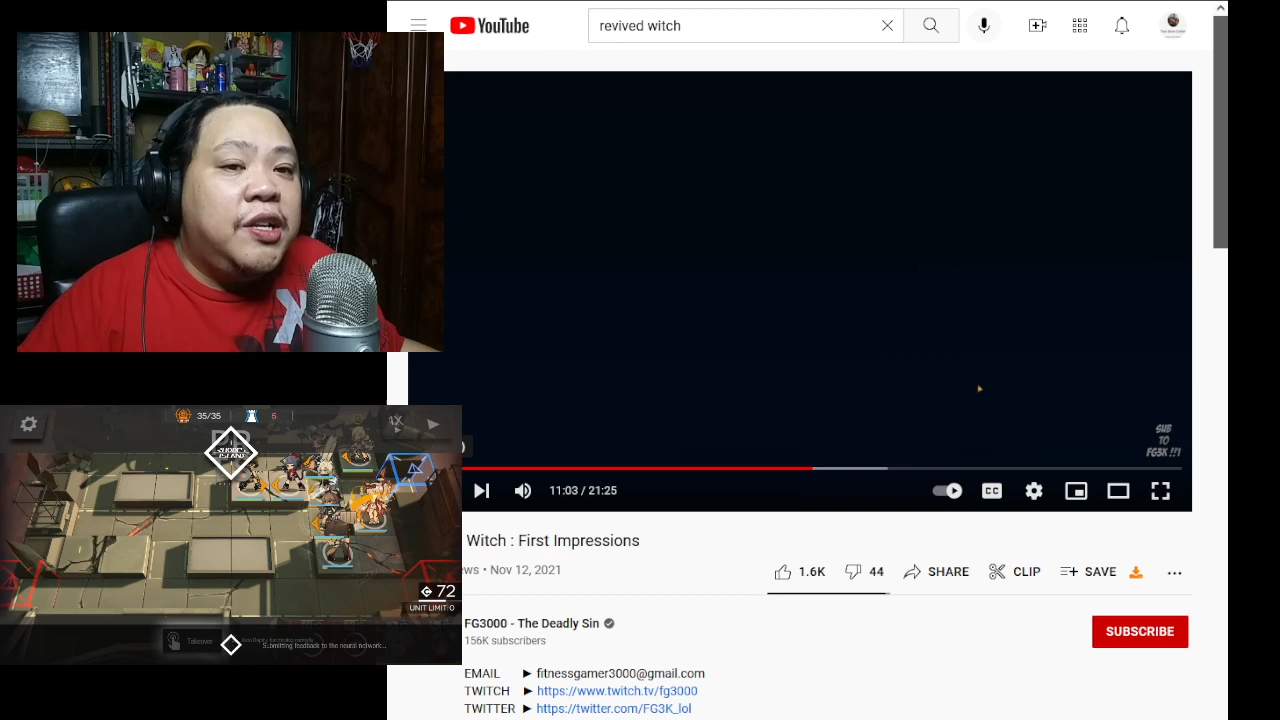 YouTube
revived witch
SUB
TO
FG3K !!!
11:03 / 21:25
CC
Witch : First Impressions
ews • Nov 12, 2021
1.6K
44
SHARE
CLIP
SAVE
FG3000 - The Deadly Sin
156K subscribers
SUBSCRIBE
EMAIL ► fitnessgamer3000@gmail.com
TWITCH ► https://www.twitch.tv/fg3000
TWITTER ► https://twitter.com/FG3K_lol
35/35
5
1X
72
UNIT LIMIT: 0
Takeover
Submitting feedback to the neural network...